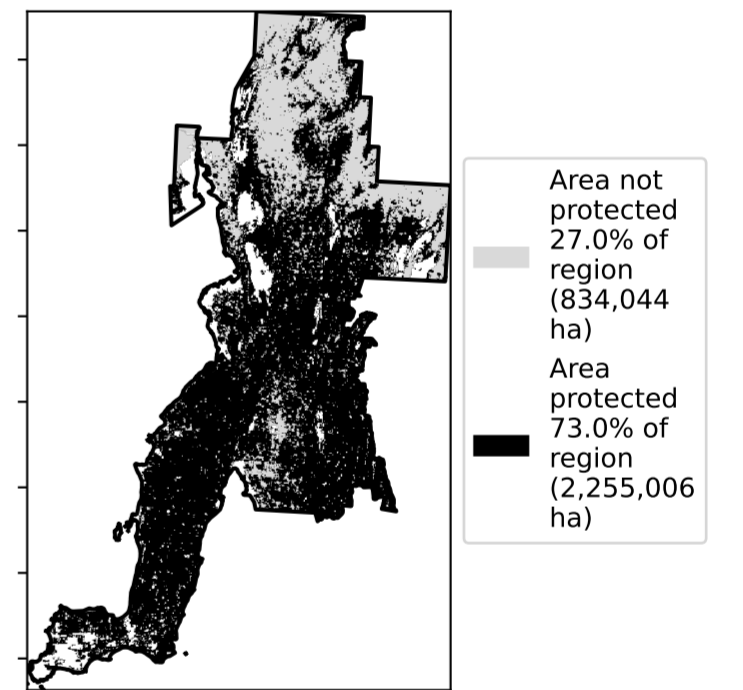 Area not
protected
27.0% of
region
(834,044
ha)
Area
protected
73.0% of
region
(2,255,006
ha)